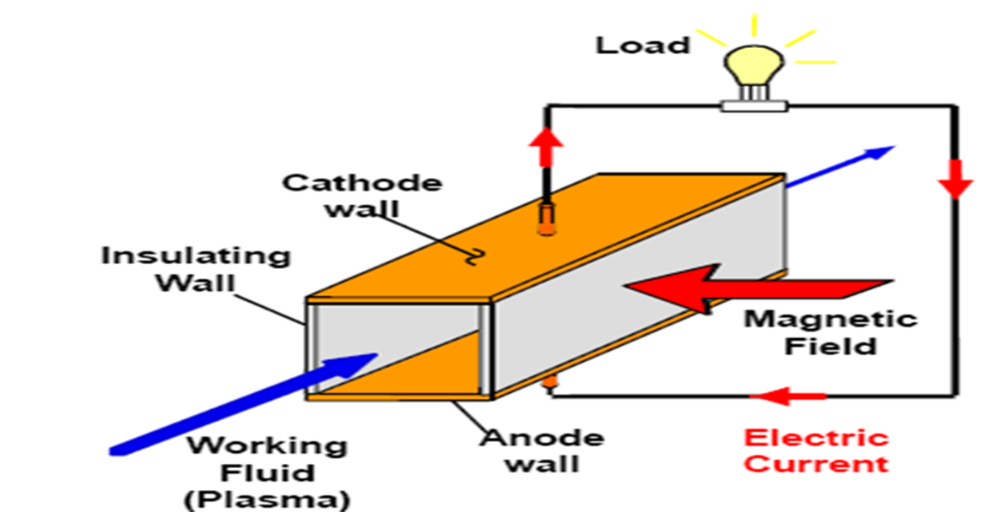 Load
Cathode
wall
Insulating
Wall
Magnetic
Field
Working
Fluid
(Plasma)
Anode
wall
Electric
Current